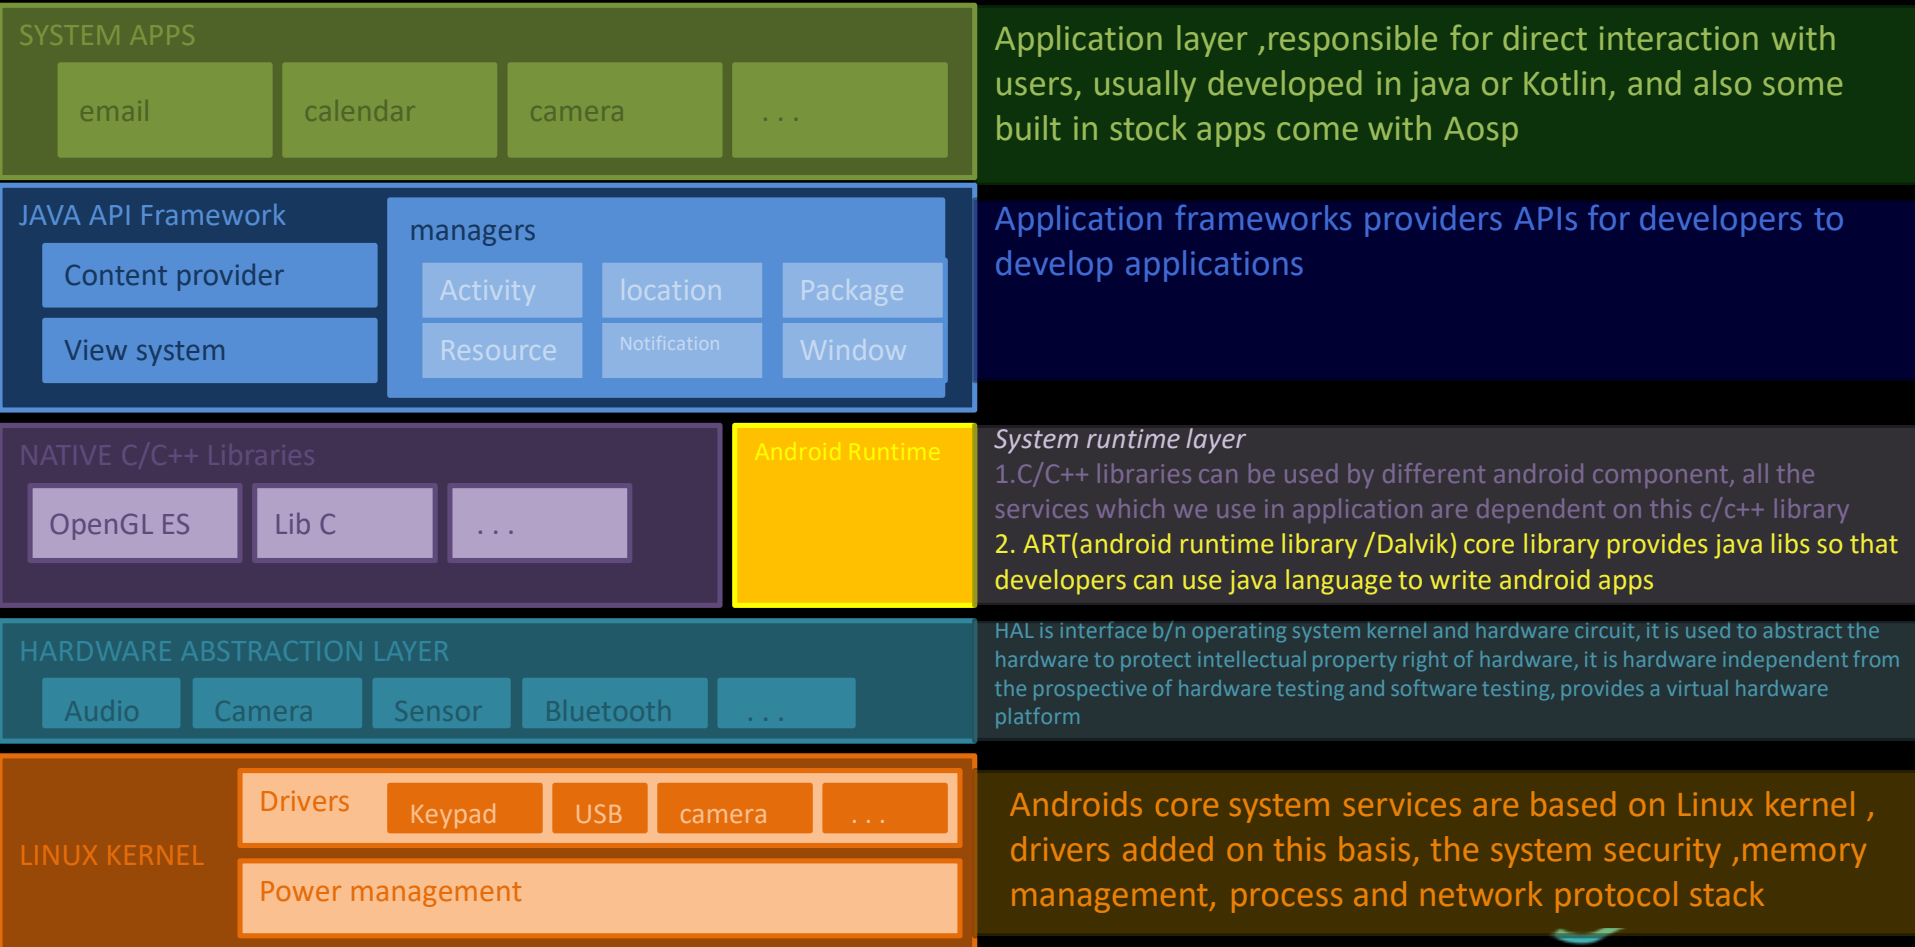 SYSTEM APPS
email
calendar
camera
. . .
Application layer ,responsible for direct interaction with
users, usually developed in java or Kotlin, and also some
built in stock apps come with Aosp
JAVA API Framework
Content provider
View system
managers
Activity
location
Package
Resource
Notification
Window
Application frameworks providers APIs for developers to
develop applications
NATIVE C/C++ Libraries
OpenGL ES
Lib C
. . .
Android Runtime
System runtime layer
1.C/C++ libraries can be used by different android component, all the
services which we use in application are dependent on this c/c++ library
2. ART(android runtime library /Dalvik) core library provides java libs so that
developers can use java language to write android apps
HARDWARE ABSTRACTION LAYER
Audio
Camera
Sensor
Bluetooth
. . .
HAL is interface b/n operating system kernel and hardware circuit, it is used to abstract the
hardware to protect intellectual property right of hardware, it is hardware independent from
the prospective of hardware testing and software testing, provides a virtual hardware
platform
LINUX KERNEL
Drivers
Keypad
USB
camera
. . .
Power management
Androids core system services are based on Linux kernel ,
drivers added on this basis, the system security ,memory
management, process and network protocol stack